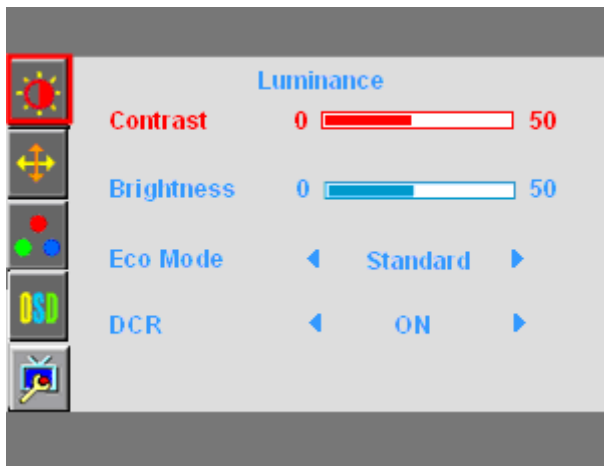 Luminance
Contrast 0 50
Brightness 0 50
Eco Mode Standard
OSD
DCR ON